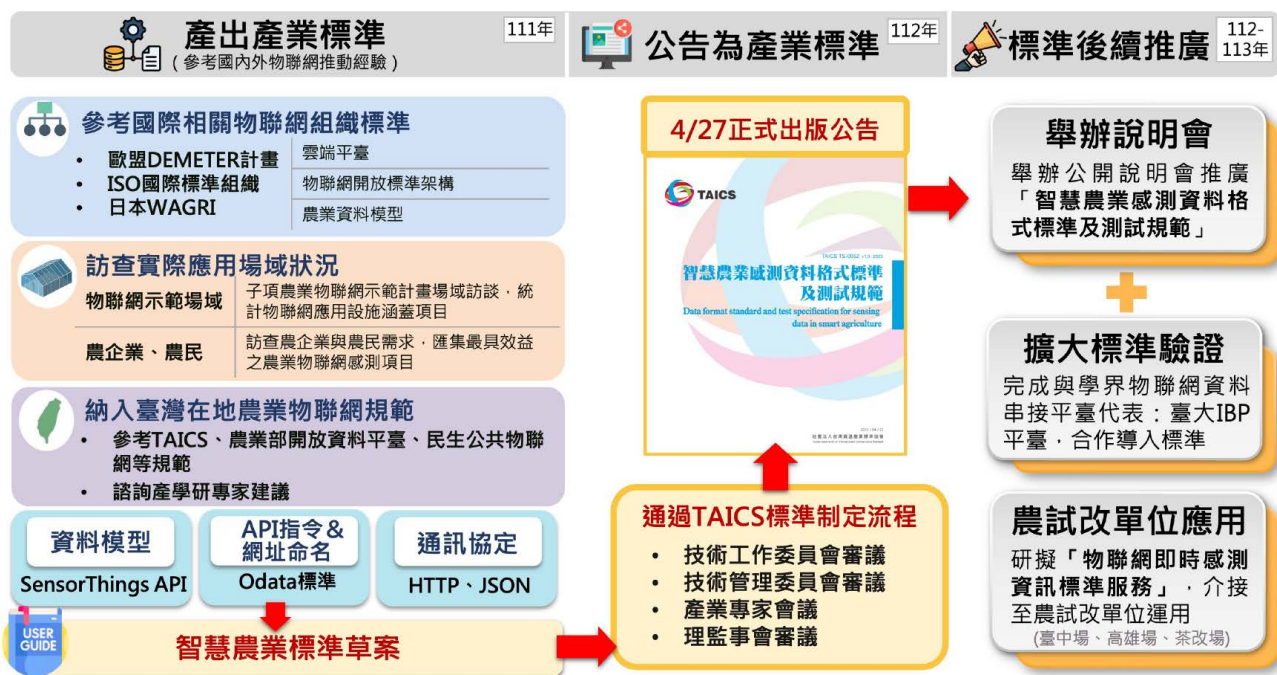 產出產業標準
(參考國內外物聯網推動經驗)
111年
公告為產業標準
112年
標準後續推廣
112-
113年
參考國際相關物聯網組織標準
• 歐盟DEMETER計畫
• ISO國際標準組織
• 日本WAGRI
雲端平臺
物聯網開放標準架構
農業資料模型
訪查實際應用場域狀況
物聯網示範場域
子項農業物聯網示範計畫場域訪談，統
計物聯網應用設施涵蓋項目
農企業、農民
訪查農企業與農民需求，匯集最具效益
之農業物聯網感測項目
納入臺灣在地農業物聯網規範
• 參考TAICS、農業部開放資料平臺、民生公共物聯
網等規範
• 諮詢產學研專家建議
資料模型
SensorThings API
API指令&
網址命名
Odata標準
通訊協定
HTTP、JSON
USER
GUIDE
智慧農業標準草案
4/27正式出版公告
TAICS
智慧農業感測資料格式標準
及測試規範
Data format standard and test specification for sensing
data in smart agriculture
社團法人台灣資通產業標準協會
通過TAICS標準制定流程
• 技術工作委員會審議
• 技術管理委員會審議
• 產業專家會議
• 理監事會審議
舉辦說明會
舉辦公開說明會推廣
「智慧農業感測資料格
式標準及測試規範」
擴大標準驗證
完成與學界物聯網資料
串接平臺代表：臺大IBP
平臺，合作導入標準
農試改單位應用
研擬「物聯網即時感測
資訊標準服務」，介接
至農試改單位運用
(臺中場、高雄場、茶改場)